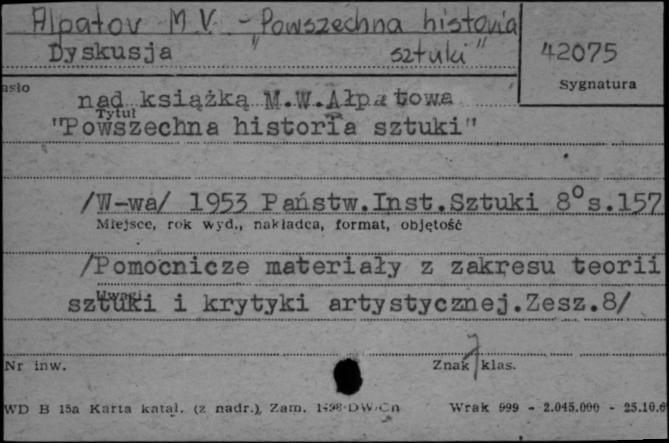 Alpatov M.V. - "Powszechna historia
Dyskusja sztuki"
42075
Sygnatura
asło
nad książką M.W.Ałpatowa
Tytuł
"Powszechna historia sztuki"
/W-wa/ 1953 Państw.Inst.Sztuki 8° s.157
Miejsce, rok wyd., nakładca, format, objętość
/Pomocnicze materiały z zakresu teorii
Uwagi
sztuki i krytyki artystycznej.Zesz.8/
Nr inw.
Znak klas.
WD B 15a Karta katal. (z nadr.), Zam. Wrak 999 - 2.045.000 - 25.10.6